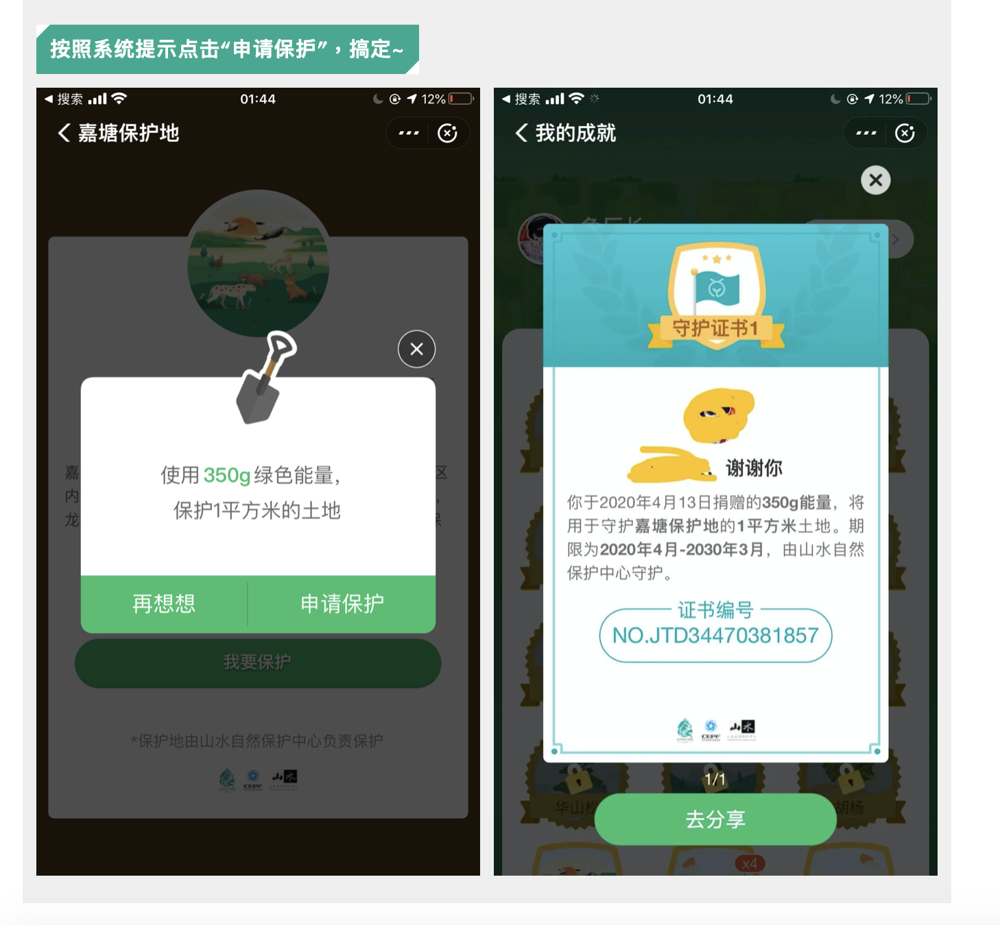 按照系统提示点击“申请保护”，搞定~
搜索
01:44
12%
嘉塘保护地
使用350g绿色能量，
保护1平方米的土地
嘉
区
内
，
龙
再想想
申请保护
我要保护
*保护地由山水自然保护中心负责保护
CEPF
山水
搜索
01:44
12%
我的成就
守护证书1
谢谢你
你于2020年4月13日捐赠的350g能量，将
用于守护嘉塘保护地的1平方米土地。期
限为2020年4月-2030年3月，由山水自然
保护中心守护。
证书编号
NO.JTD34470381857
CEPF
山水
1/1
华山松
胡杨
去分享
x4